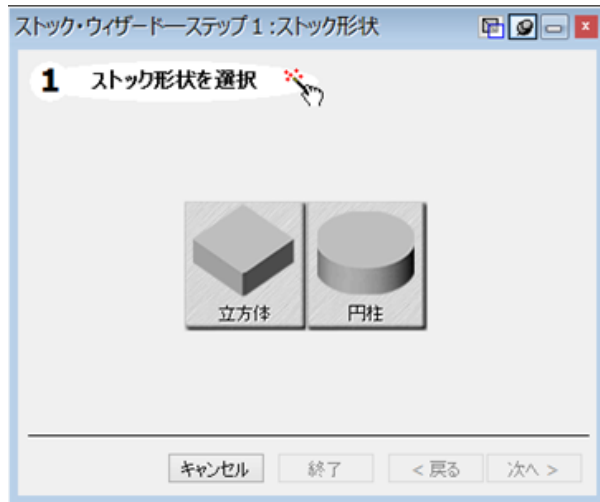 ストック・ウィザード──ステップ 1 :ストック形状
1 ストック形状を選択
立方体 円柱
キャンセル 終了 < 戻る 次へ >